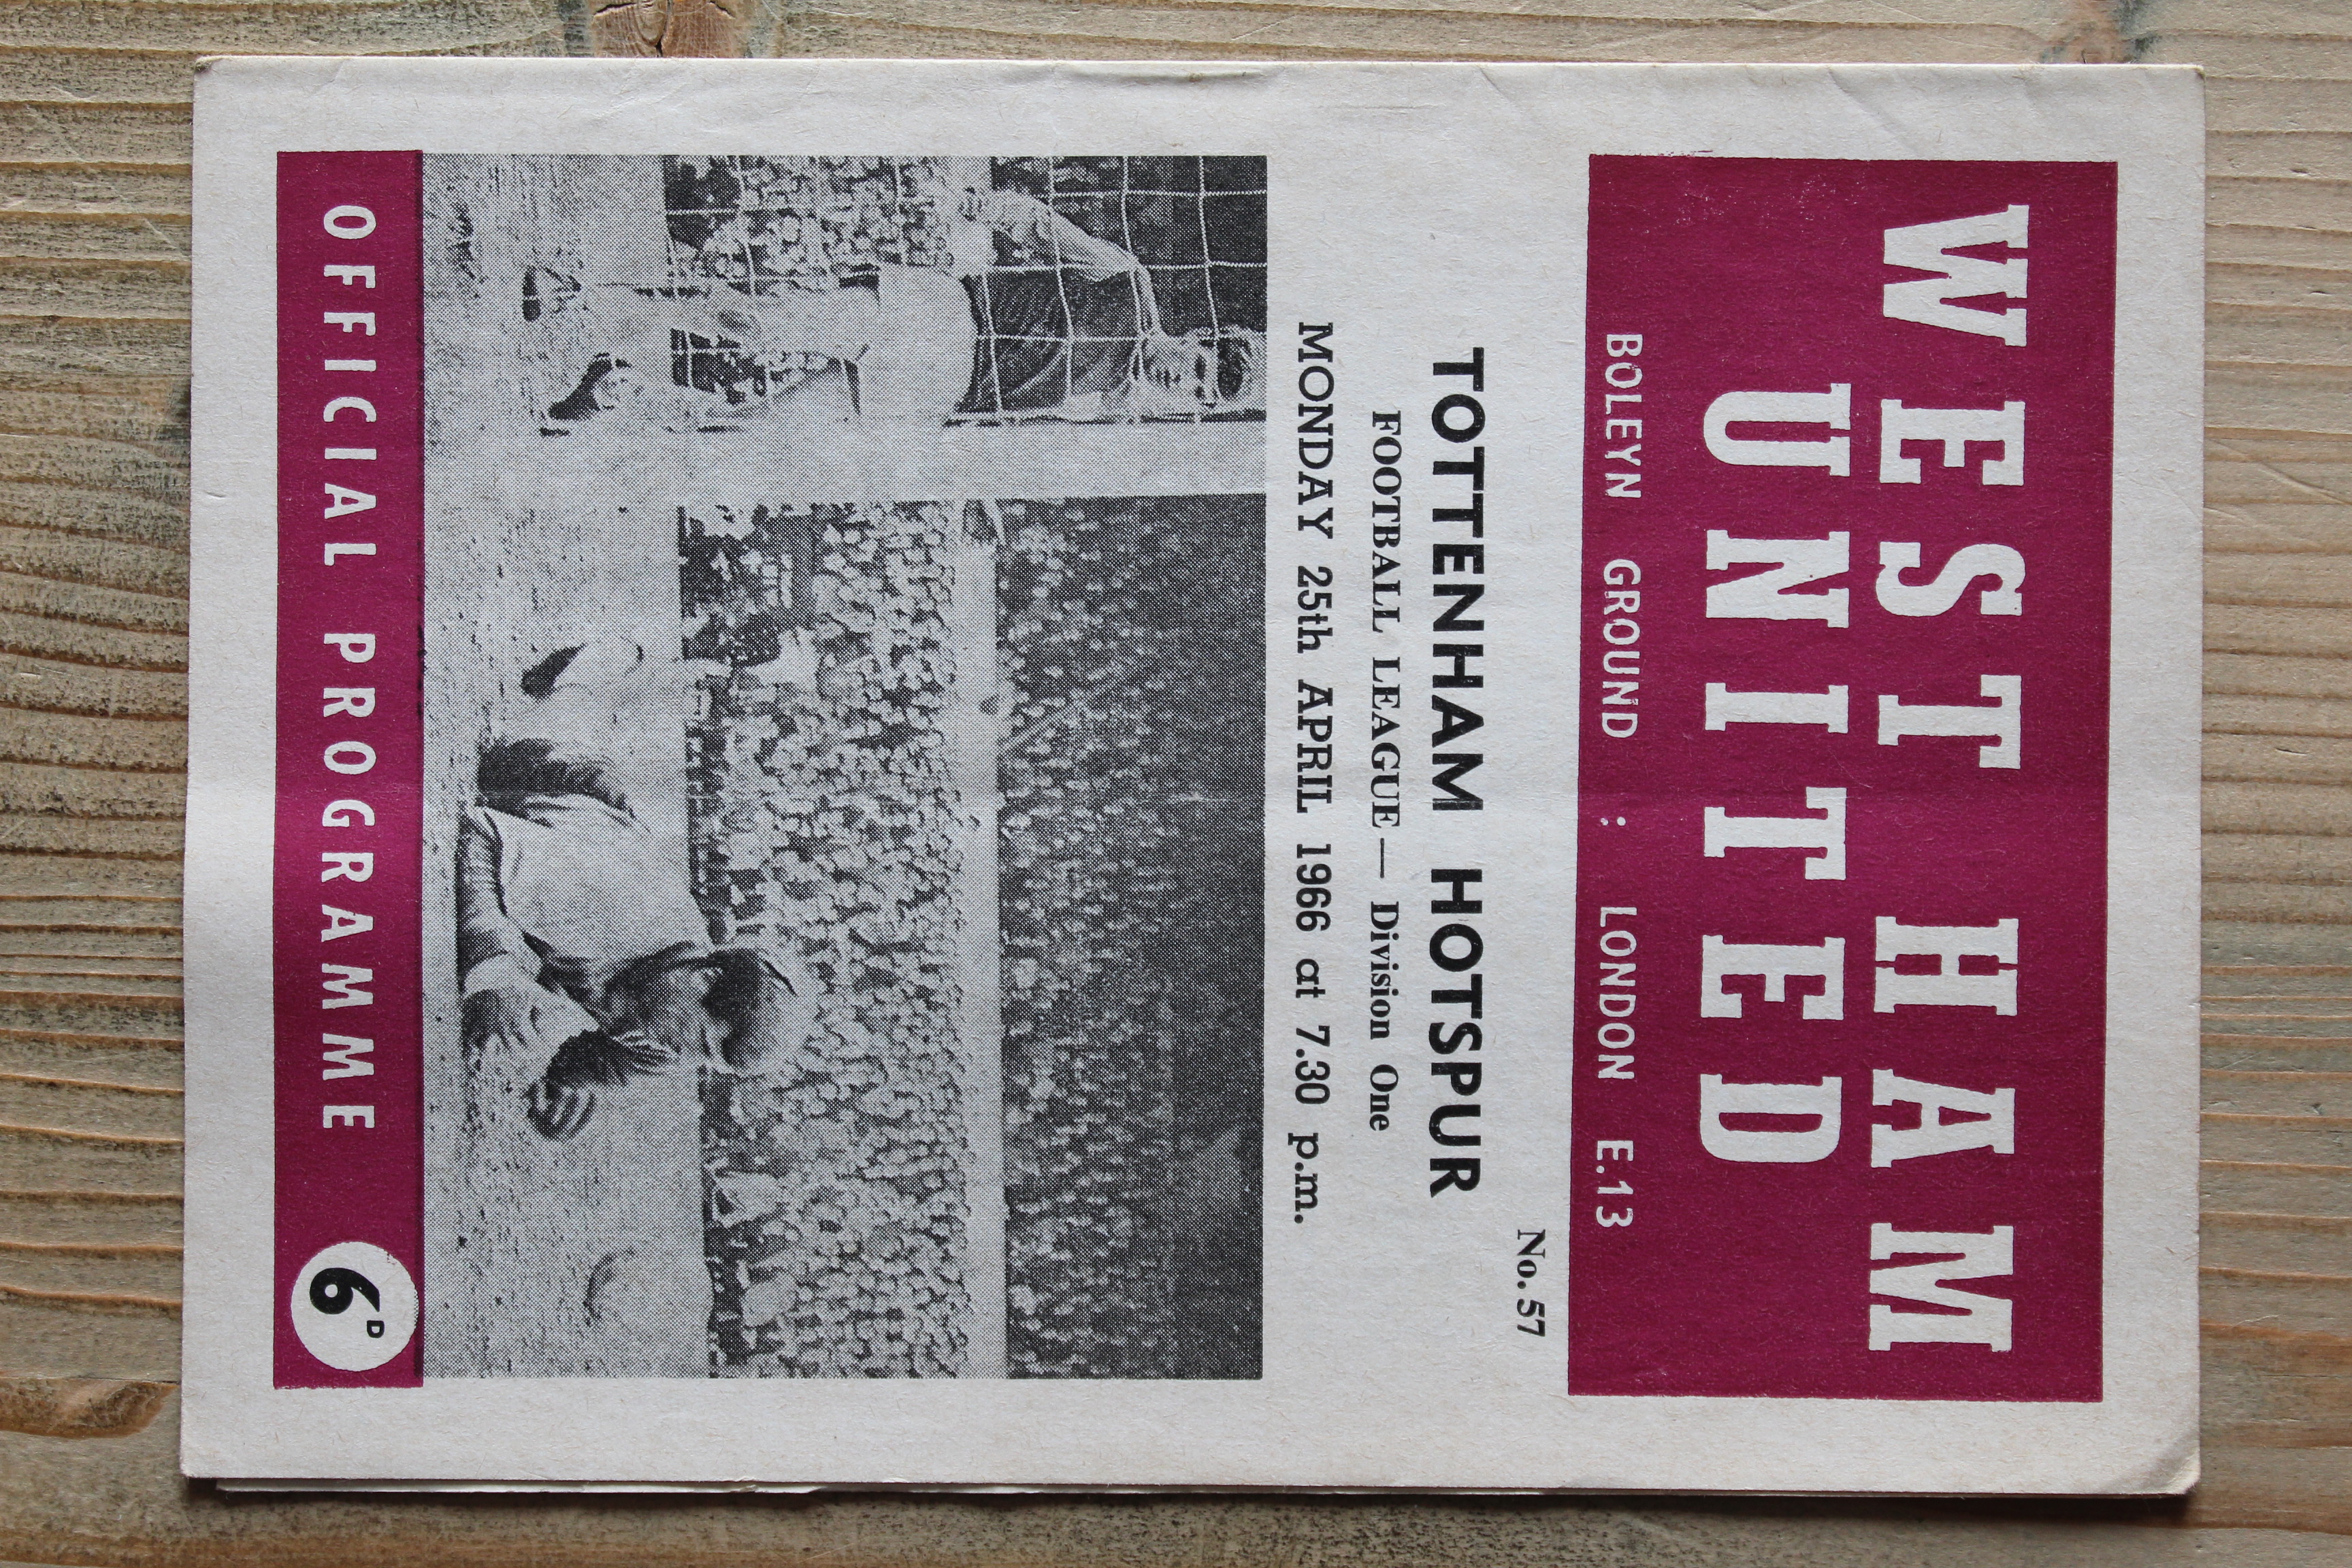 WEST HAM
UNITED
BOLEYN GROUND : LONDON E.13
No. 57
TOTTENHAM HOTSPUR
FOOTBALL LEAGUE — Division One
MONDAY 25th APRIL 1966 at 7.30 p.m.
OFFICIAL PROGRAMME 6D